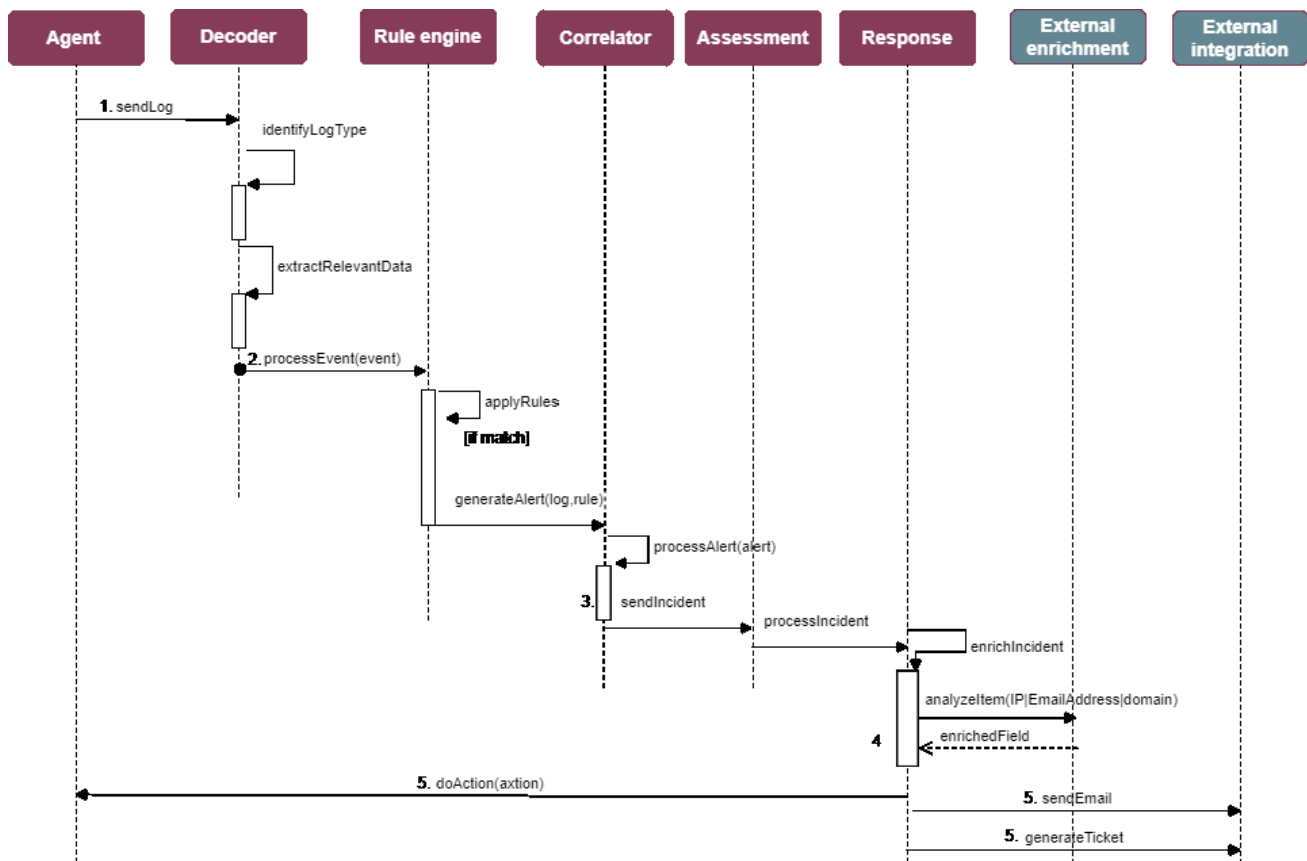 Agent
Decoder
Rule engine
Correlator
Assessment
Response
External
enrichment
External
integration
1. sendLog
identifyLogType
extractRelevantData
2. processEvent(event)
applyRules
[if match]
generateAlert(log,rule)
processAlert(alert)
3. sendIncident
processIncident
enrichIncident
analyzeItem(IP|EmailAddress|domain)
4
enrichedField
5. doAction(axtion)
5. sendEmail
5. generateTicket